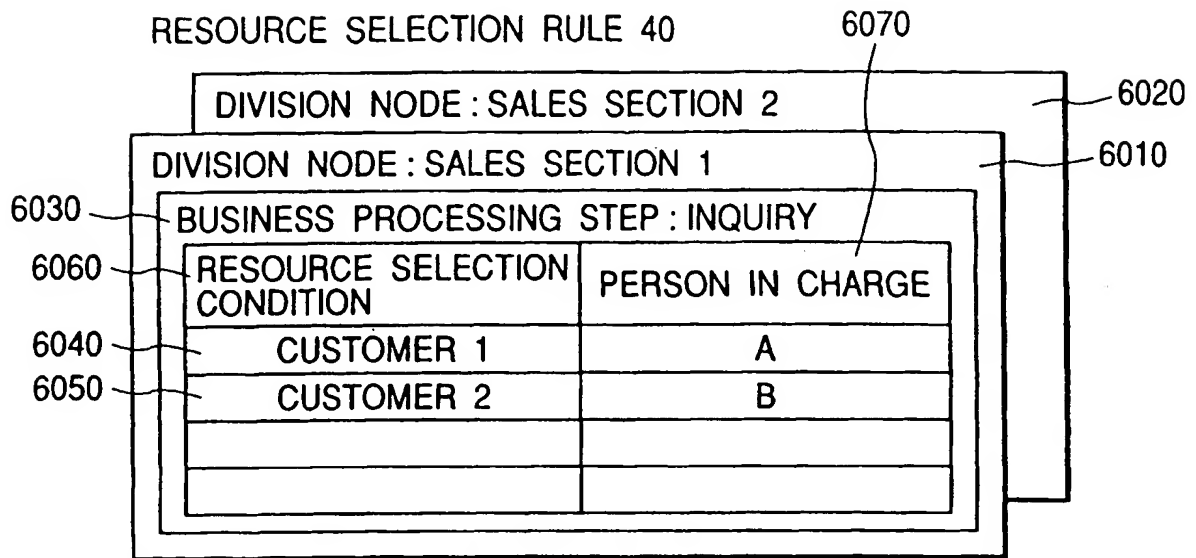 RESOURCE SELECTION RULE 40
6070
DIVISION NODE : SALES SECTION 2
6020
DIVISION NODE : SALES SECTION 1
6010
6030
BUSINESS PROCESSING STEP : INQUIRY
6060
RESOURCE SELECTION
CONDITION
PERSON IN CHARGE
6040
CUSTOMER 1
A
6050
CUSTOMER 2
B